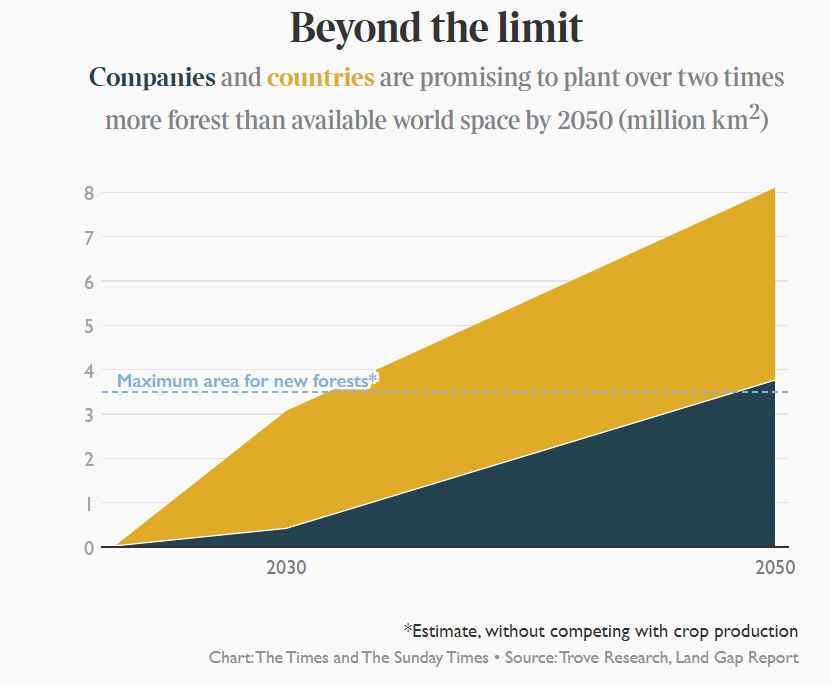 Beyond the limit
Companies and countries are promising to plant over two times
more forest than available world space by 2050 (million km²)
8
7
6
5
4
Maximum area for new forests*
3
2
1
0
2030 2050
*Estimate, without competing with crop production
Chart: The Times and The Sunday Times • Source: Trove Research, Land Gap Report